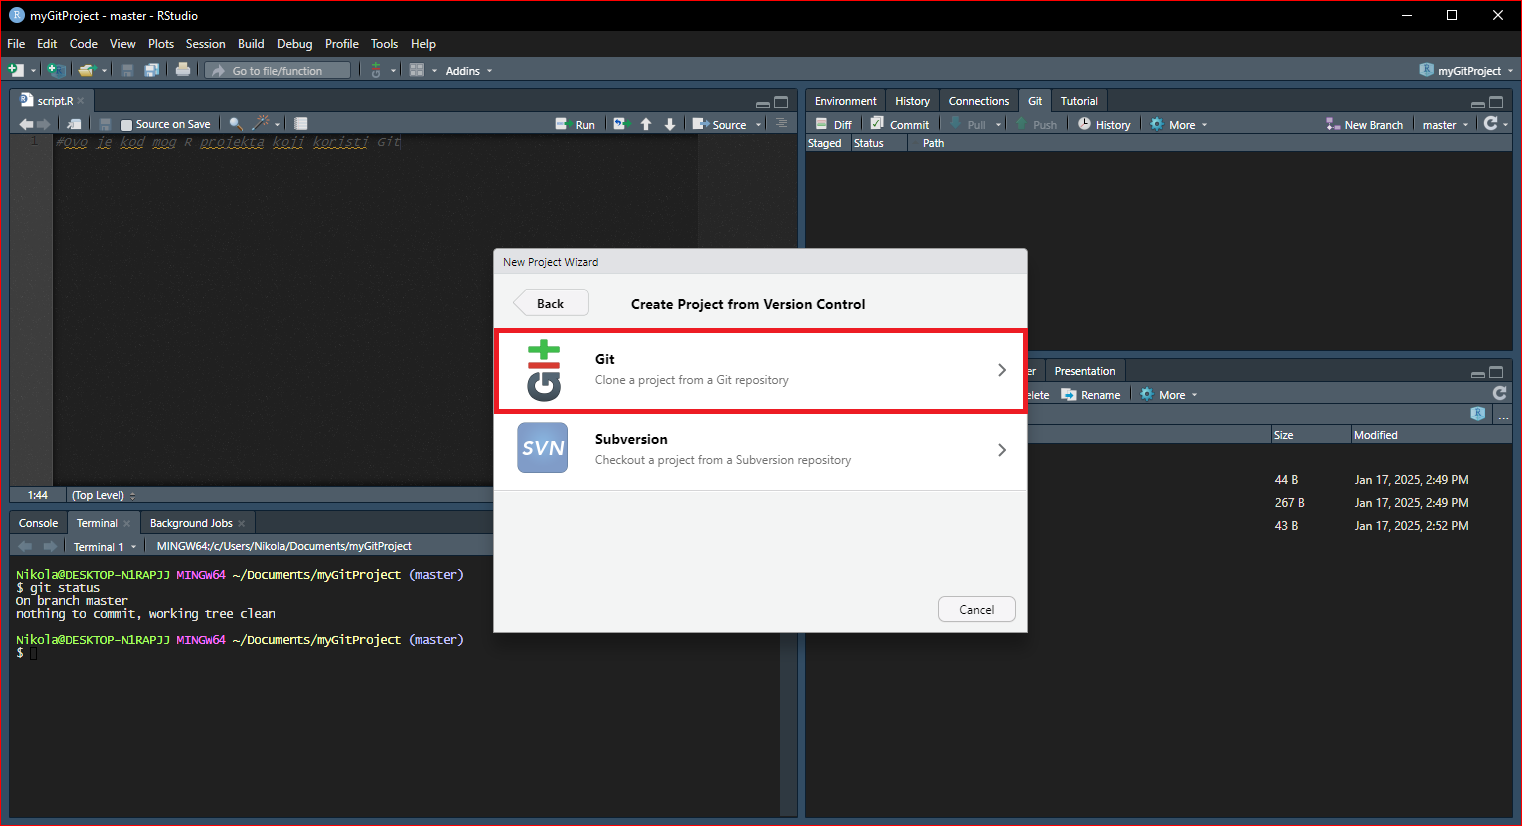 myGitProject - master - RStudio
File Edit Code View Plots Session Build Debug Profile Tools Help
Go to file/function Addins myGitProject
script.R
Source on Save Run Source
1 #Ovo je kod mog R projekta koji koristi Git
1:44 (Top Level)
Environment History Connections Git Tutorial
Diff Commit Pull Push History More New Branch master
Staged Status Path
New Project Wizard
Back Create Project from Version Control
Git
Clone a project from a Git repository
SVN
Subversion
Checkout a project from a Subversion repository
Cancel
er Presentation
elete Rename More
Size Modified
44 B Jan 17, 2025, 2:49 PM
267 B Jan 17, 2025, 2:49 PM
43 B Jan 17, 2025, 2:52 PM
Console Terminal Background Jobs
Terminal 1 MINGW64:/c/Users/Nikola/Documents/myGitProject
Nikola@DESKTOP-N1RAPJJ MINGW64 ~/Documents/myGitProject (master)
$ git status
On branch master
nothing to commit, working tree clean
Nikola@DESKTOP-N1RAPJJ MINGW64 ~/Documents/myGitProject (master)
$